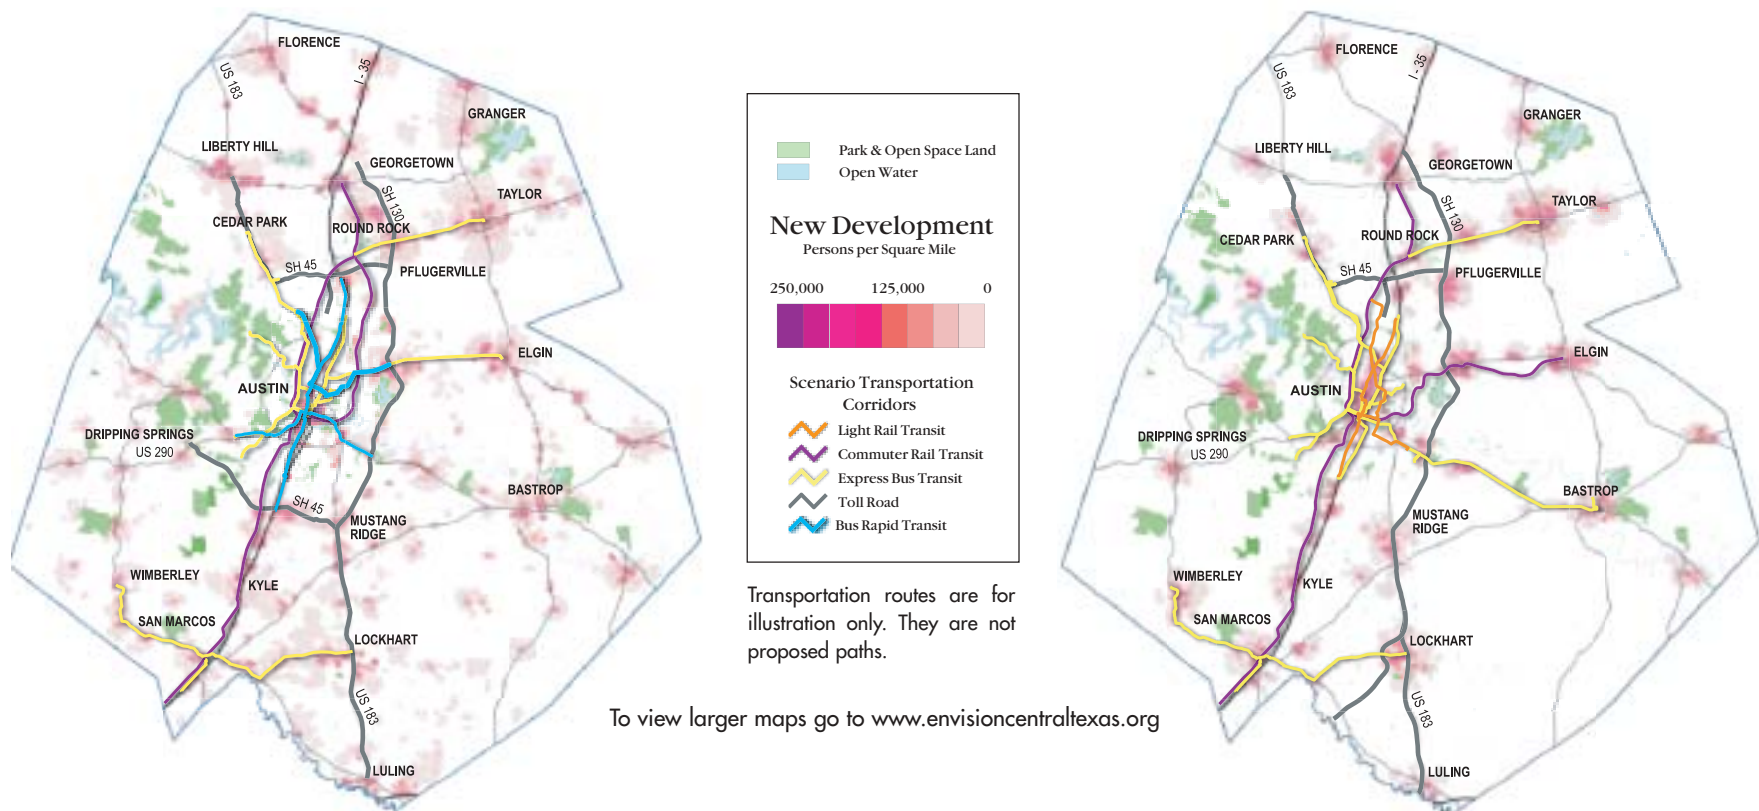 FLORENCE
I - 35
US 183
GRANGER
LIBERTY HILL
GEORGETOWN
SH 130
TAYLOR
CEDAR PARK
ROUND ROCK
SH 45
PFLUGERVILLE
ELGIN
AUSTIN
DRIPPING SPRINGS
US 290
BASTROP
SH 45
MUSTANG
RIDGE
WIMBERLEY
KYLE
SAN MARCOS
LOCKHART
US 183
LULING
Park & Open Space Land
Open Water
New Development
Persons per Square Mile
250,000 125,000 0
Scenario Transportation
Corridors
Light Rail Transit
Commuter Rail Transit
Express Bus Transit
Toll Road
Bus Rapid Transit
Transportation routes are for
illustration only. They are not
proposed paths.
To view larger maps go to www.envisioncentraltexas.org
FLORENCE
I - 35
US 183
GRANGER
LIBERTY HILL
GEORGETOWN
SH 130
TAYLOR
CEDAR PARK
ROUND ROCK
SH 45
PFLUGERVILLE
ELGIN
AUSTIN
DRIPPING SPRINGS
US 290
BASTROP
MUSTANG
RIDGE
WIMBERLEY
KYLE
SAN MARCOS
LOCKHART
US 183
LULING